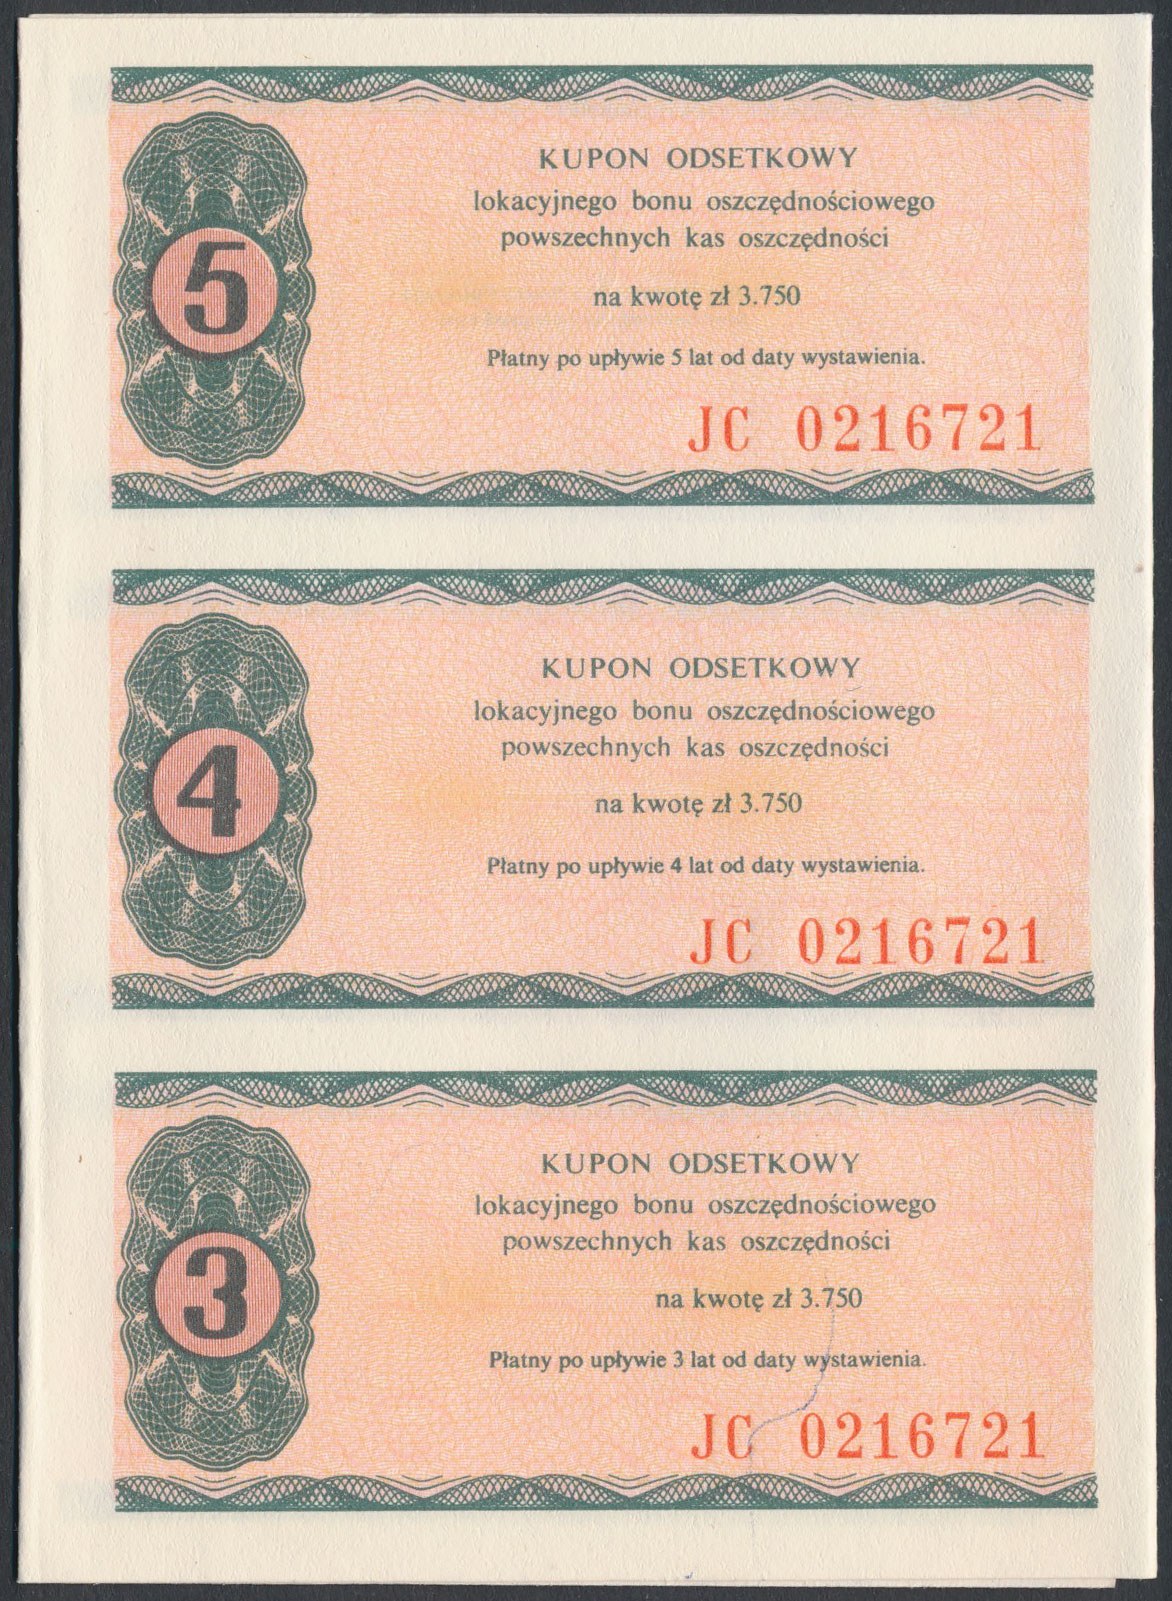 5
KUPON ODSETKOWY
lokacyjnego bonu oszczędnościowego
powszechnych kas oszczędności
na kwotę zł 3.750
Płatny po upływie 5 lat od daty wystawienia.
JC 0216721
4
KUPON ODSETKOWY
lokacyjnego bonu oszczędnościowego
powszechnych kas oszczędności
na kwotę zł 3.750
Płatny po upływie 4 lat od daty wystawienia.
JC 0216721
3
KUPON ODSETKOWY
lokacyjnego bonu oszczędnościowego
powszechnych kas oszczędności
na kwotę zł 3.750
Płatny po upływie 3 lat od daty wystawienia.
JC 0216721